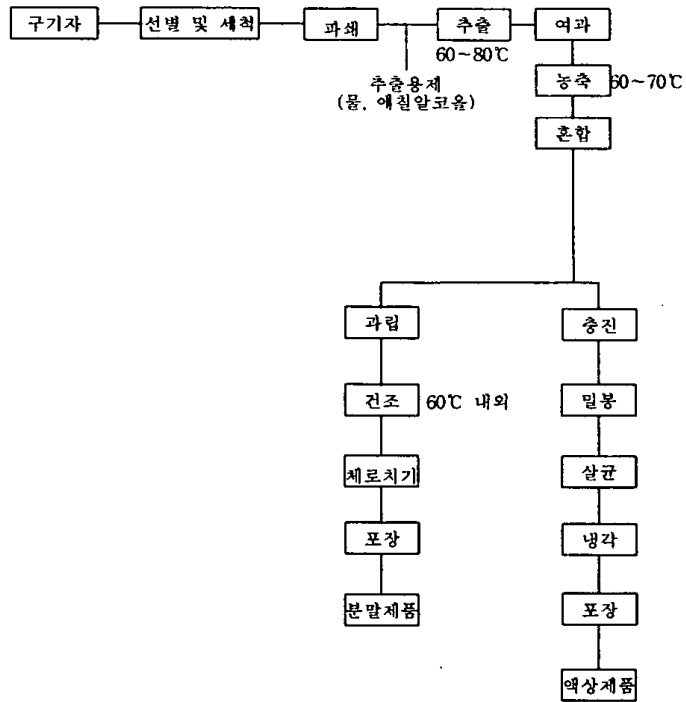 구기자
선별 및 세척
파쇄
추출
여과
60~80℃
추출용제
(물, 애칠알코올)
농축
60~70℃
혼합
과립
충진
건조
60℃ 내외
밀봉
체로치기
살균
포장
냉각
분말제품
포장
액상제품